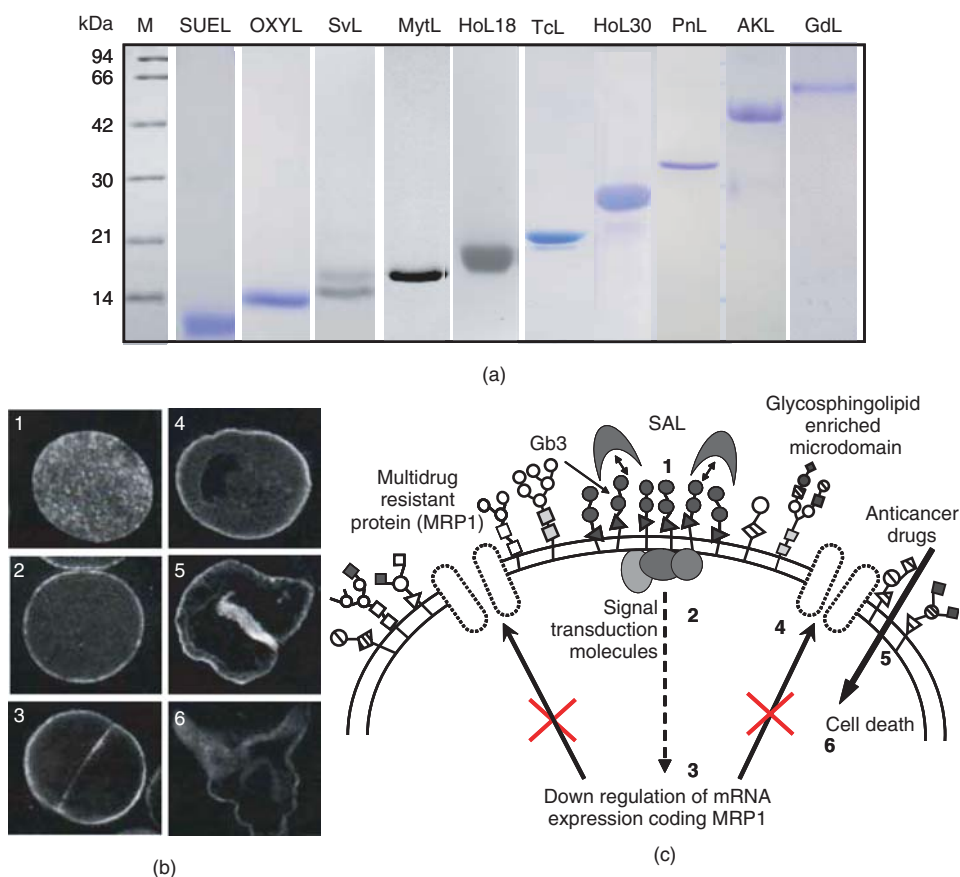 kDa M SUEL OXYL SvL MytL HoL18 TcL HoL30 PnL AKL GdL
94
66
42
30
21
14
(a)
1
4
2
5
3
6
(b)
Glycosphingolipid
enriched
microdomain
SAL
Gb3
1
Multidrug
resistant
protein (MRP1)
Anticancer
drugs
Signal
transduction
molecules
2
4
5
Cell death
6
3
Down regulation of mRNA
expression coding MRP1
(c)